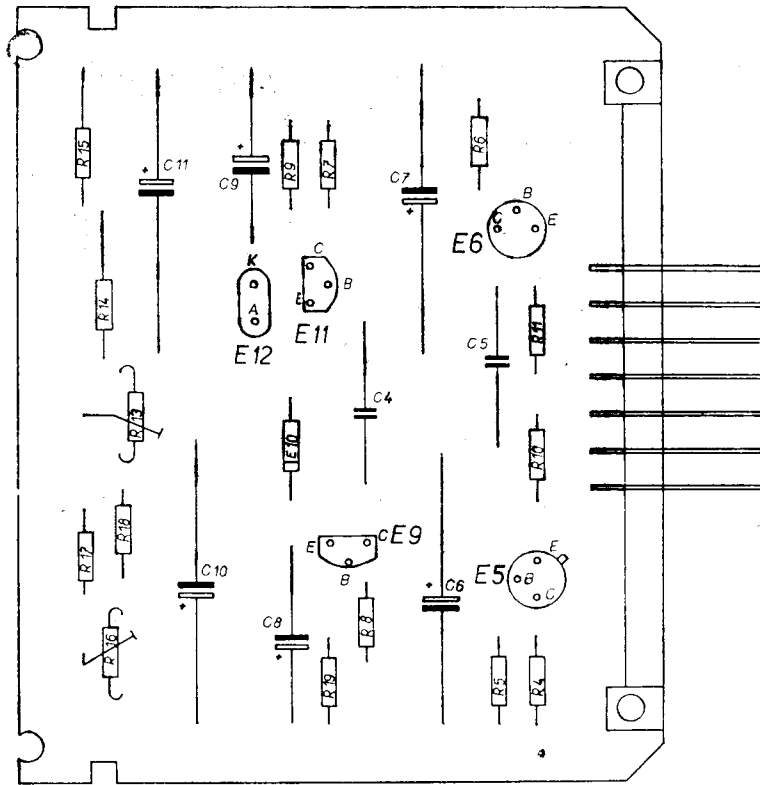 R15
C11
+
C9
+
R9
R7
C7
+
R6
B
C
E
E6
R14
K
A
E12
C
B
E
E11
C5
R11
R13
C4
E10
R10
R17
R18
C10
+
E
C
B
E9
C6
+
E5
E
B
C
R16
C8
+
R8
R19
R5
R4